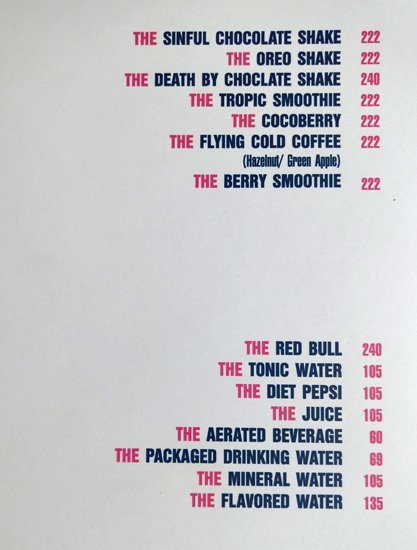 THE SINFUL CHOCOLATE SHAKE 222
THE OREO SHAKE 222
THE DEATH BY CHOCLATE SHAKE 240
THE TROPIC SMOOTHIE 222
THE COCOBERRY 222
THE FLYING COLD COFFEE 222
(Hazelnut/ Green Apple)
THE BERRY SMOOTHIE 222
THE RED BULL 240
THE TONIC WATER 105
THE DIET PEPSI 105
THE JUICE 105
THE AERATED BEVERAGE 60
THE PACKAGED DRINKING WATER 69
THE MINERAL WATER 105
THE FLAVORED WATER 135